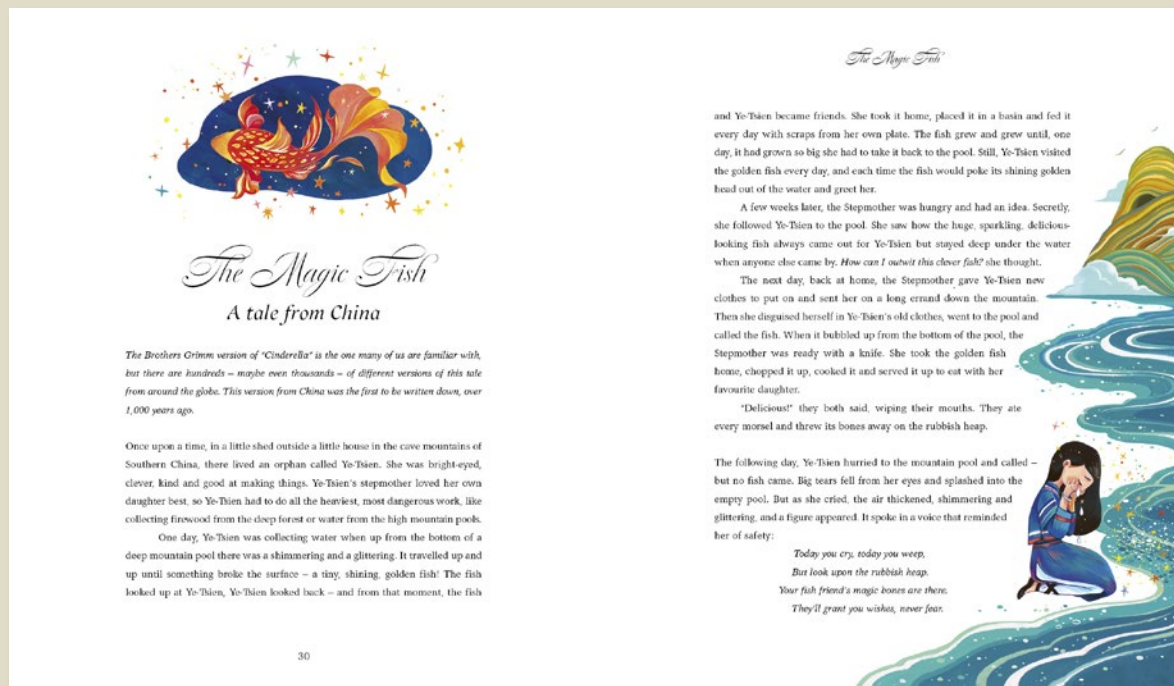 The Magic Fish
A tale from China
The Brothers Grimm version of “Cinderella” is the one many of us are familiar with,
but there are hundreds – maybe even thousands – of different versions of this tale
from around the globe. This version from China was the first to be written down, over
1,000 years ago.
Once upon a time, in a little shed outside a little house in the cave mountains of
Southern China, there lived an orphan called Ye-Tsien. She was bright-eyed,
clever, kind and good at making things. Ye-Tsien’s stepmother loved her own
daughter best, so Ye-Tsien had to do all the heaviest, most dangerous work, like
collecting firewood from the deep forest or water from the high mountain pools.
One day, Ye-Tsien was collecting water when up from the bottom of a
deep mountain pool there was a shimmering and a glittering. It travelled up and
up until something broke the surface – a tiny, shining, golden fish! The fish
looked up at Ye-Tsien, Ye-Tsien looked back – and from that moment, the fish
30
The Magic Fish
and Ye-Tsien became friends. She took it home, placed it in a basin and fed it
every day with scraps from her own plate. The fish grew and grew until, one
day, it had grown so big she had to take it back to the pool. Still, Ye-Tsien visited
the golden fish every day, and each time the fish would poke its shining golden
head out of the water and greet her.
A few weeks later, the Stepmother was hungry and had an idea. Secretly,
she followed Ye-Tsien to the pool. She saw how the huge, sparkling, delicious-
looking fish always came out for Ye-Tsien but stayed deep under the water
when anyone else came by. How can I outwit this clever fish? she thought.
The next day, back at home, the Stepmother gave Ye-Tsien new
clothes to put on and sent her on a long errand down the mountain.
Then she disguised herself in Ye-Tsien’s old clothes, went to the pool and
called the fish. When it bubbled up from the bottom of the pool, the
Stepmother was ready with a knife. She took the golden fish
home, chopped it up, cooked it and served it up to eat with her
favourite daughter.
“Delicious!” they both said, wiping their mouths. They ate
every morsel and threw its bones away on the rubbish heap.
The following day, Ye-Tsien hurried to the mountain pool and called –
but no fish came. Big tears fell from her eyes and splashed into the
empty pool. But as she cried, the air thickened, shimmering and
glittering, and a figure appeared. It spoke in a voice that reminded
her of safety:
Today you cry, today you weep,
But look upon the rubbish heap.
Your fish friend’s magic bones are there.
They’ll grant you wishes, never fear.